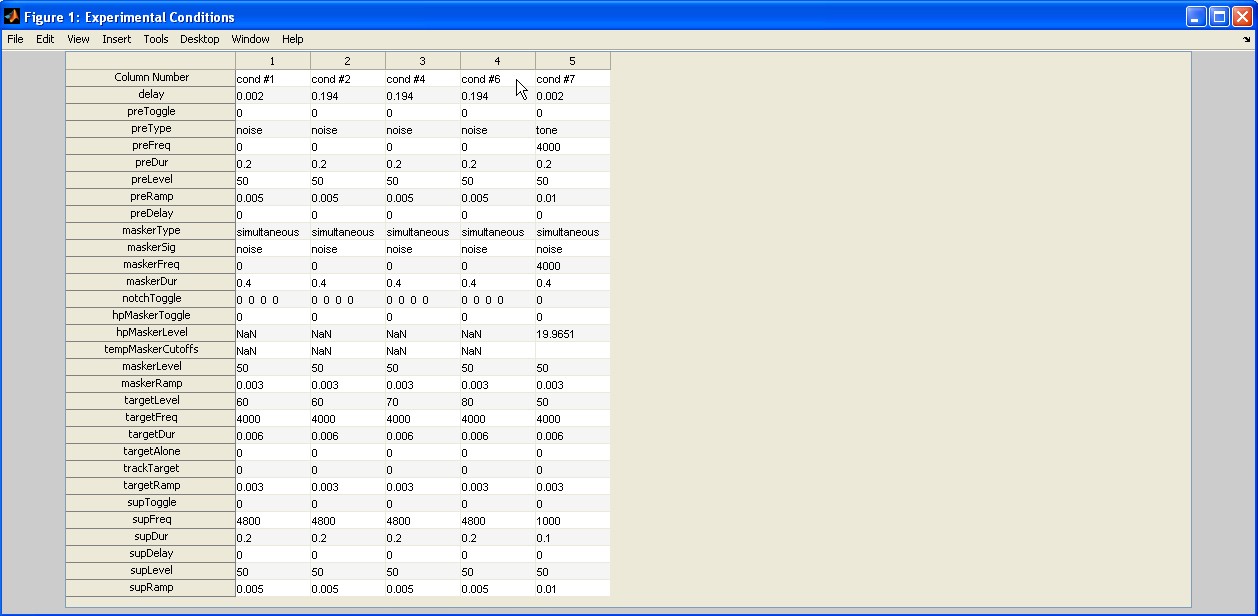 Figure 1: Experimental Conditions
File Edit View Insert Tools Desktop Window Help
1 2 3 4 5
Column Number cond #1 cond #2 cond #4 cond #6 cond #7
delay 0.002 0.194 0.194 0.194 0.002
preToggle 0 0 0 0 0
preType noise noise noise noise tone
preFreq 0 0 0 0 4000
preDur 0.2 0.2 0.2 0.2 0.2
preLevel 50 50 50 50 50
preRamp 0.005 0.005 0.005 0.005 0.01
preDelay 0 0 0 0 0
maskerType simultaneous simultaneous simultaneous simultaneous simultaneous
maskerSig noise noise noise noise noise
maskerFreq 0 0 0 0 4000
maskerDur 0.4 0.4 0.4 0.4 0.4
notchToggle 0 0 0 0 0 0 0 0 0 0 0 0 0 0 0 0 0
hpMaskerToggle 0 0 0 0 0
hpMaskerLevel NaN NaN NaN NaN 19.9651
tempMaskerCutoffs NaN NaN NaN NaN
maskerLevel 50 50 50 50 50
maskerRamp 0.003 0.003 0.003 0.003 0.003
targetLevel 60 60 70 80 50
targetFreq 4000 4000 4000 4000 4000
targetDur 0.006 0.006 0.006 0.006 0.006
targetAlone 0 0 0 0 0
trackTarget 0 0 0 0 0
targetRamp 0.003 0.003 0.003 0.003 0.003
supToggle 0 0 0 0 0
supFreq 4800 4800 4800 4800 1000
supDur 0.2 0.2 0.2 0.2 0.1
supDelay 0 0 0 0 0
supLevel 50 50 50 50 50
supRamp 0.005 0.005 0.005 0.005 0.01